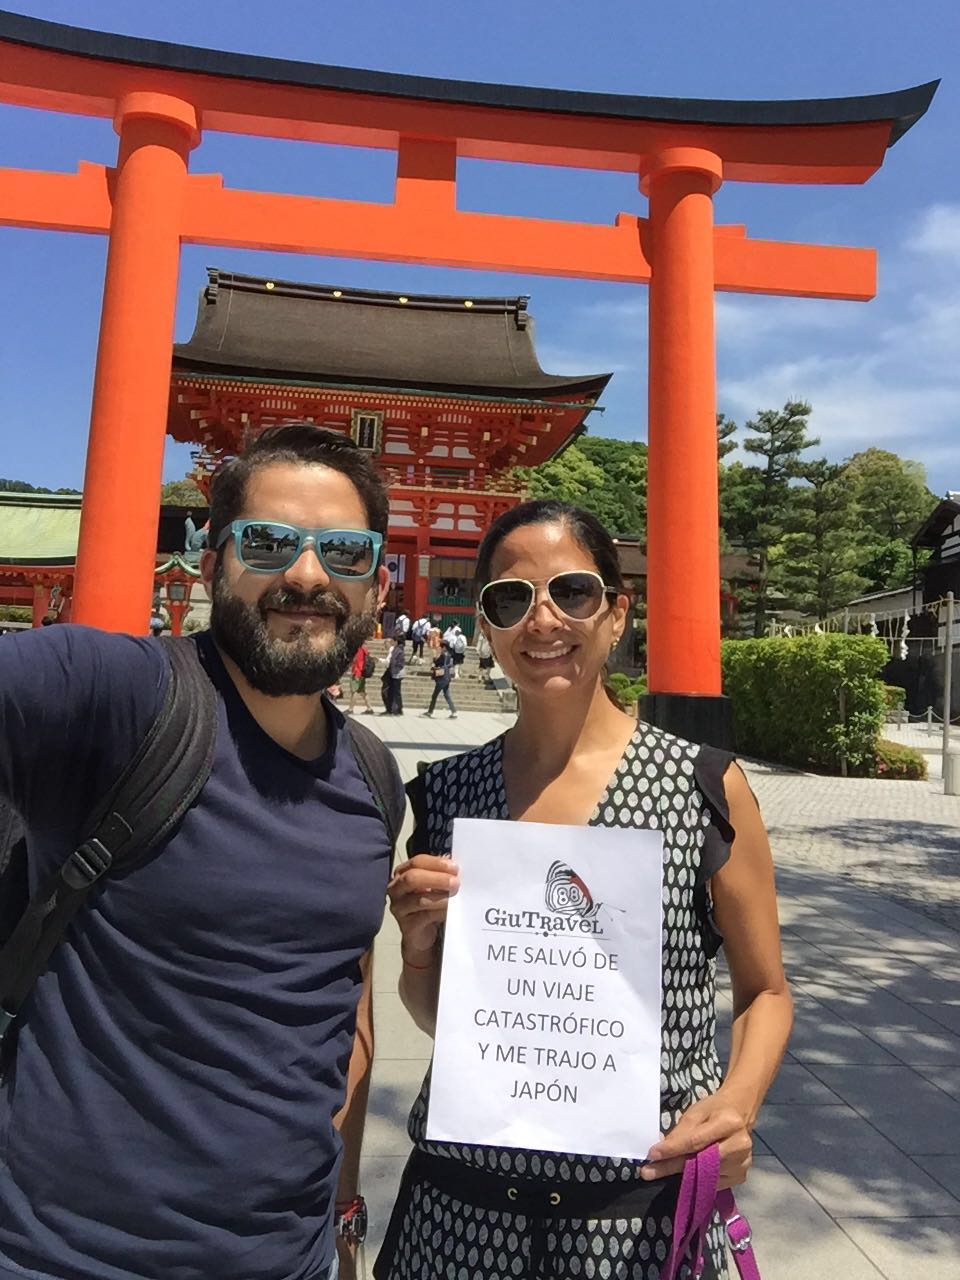 88
GiuTravel
ME SALVÓ DE
UN VIAJE
CATASTRÓFICO
Y ME TRAJO A
JAPÓN